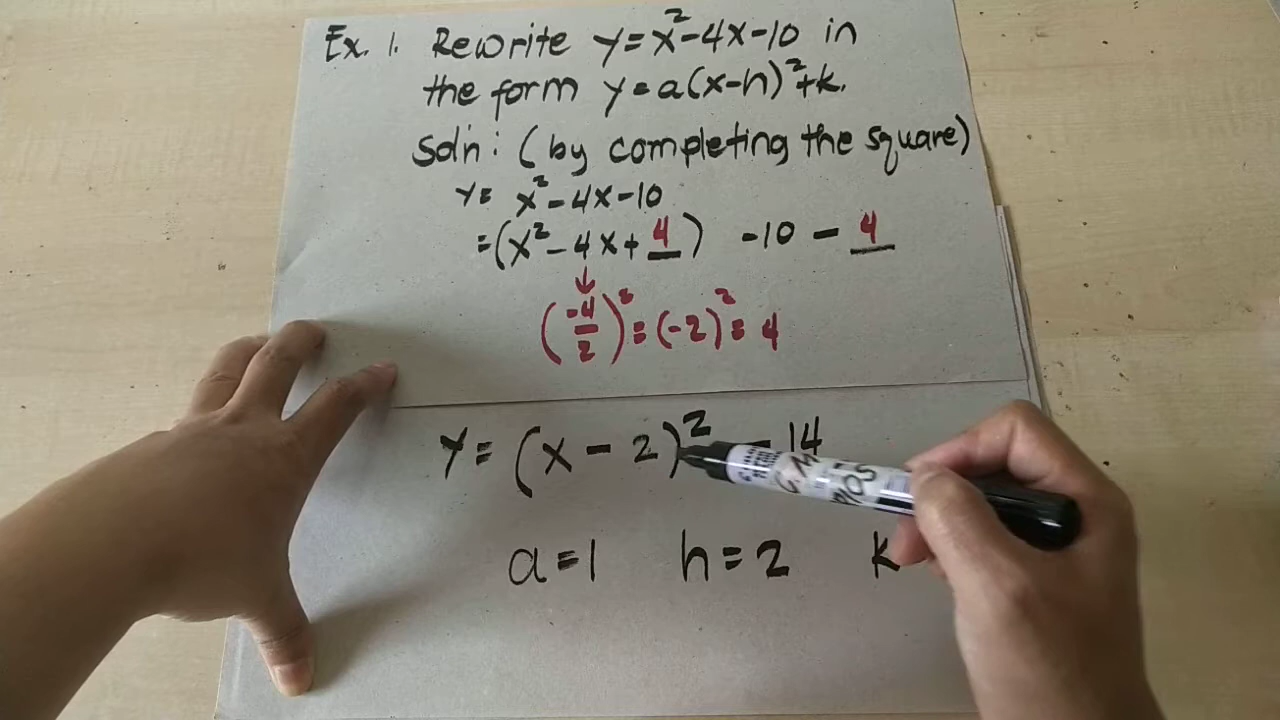 Ex. 1. Rewrite y = x² - 4x - 10 in
the form y = a(x-h)² + k.
Soln: (by completing the square)
y = x² - 4x - 10
= (x² - 4x + 4) -10 - 4
(-4/2)² = (-2)² = 4
y = (x - 2)² - 14
a = 1 h = 2 k